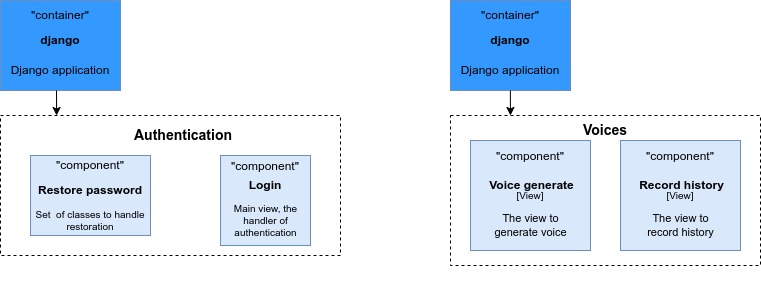 "container"
django
Django application
Authentication
"component"
Restore password
Set of classes to handle
restoration
"component"
Login
Main view, the
handler of
authentication
"container"
django
Django application
Voices
"component"
Voice generate
[View]
The view to
generate voice
"component"
Record history
[View]
The view to
record history